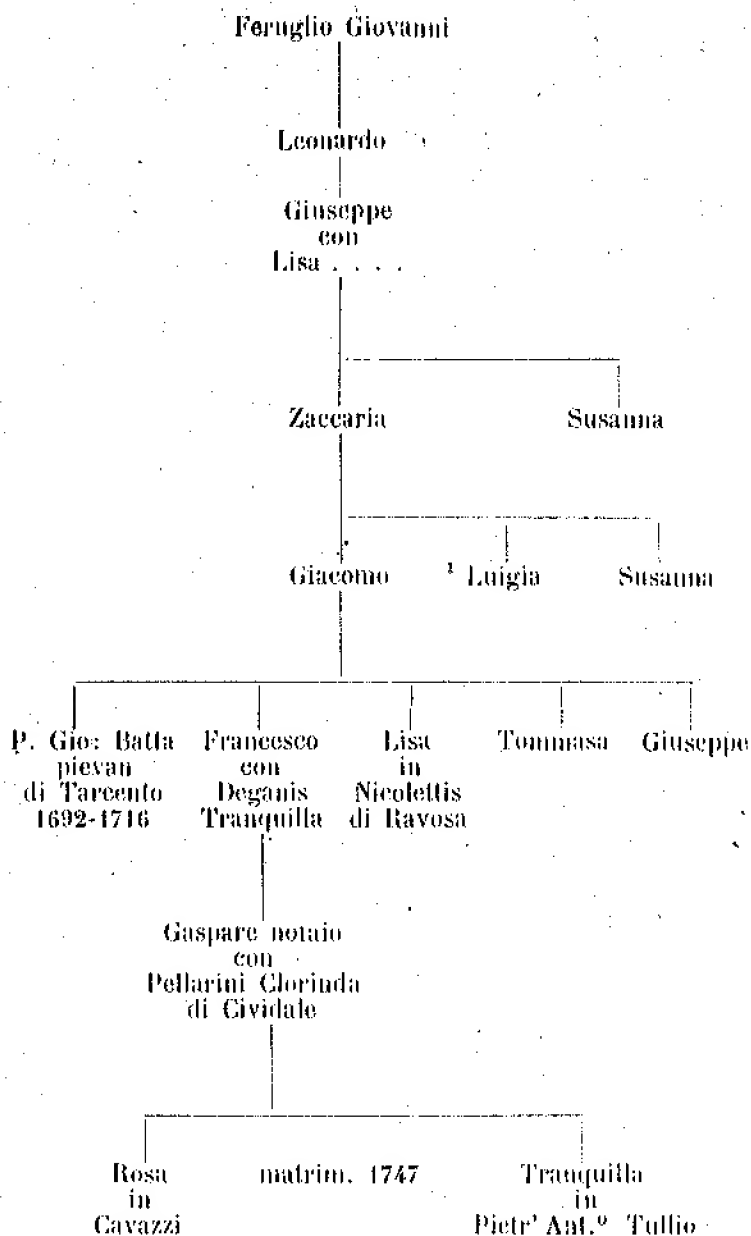 Feruglio Giovanni
Leonardo
Giuseppe
con
Lisa . . . .
Zaccaria Susanna
Giacomo ¹ Luigia Susanna
P. Gio: Batta
pievan
di Tarcento
1692-1716
Francesco
con
Deganis
Tranquilla
Lisa
in
Nicolettis
di Ravosa
Tommasa
Giuseppe
Gaspare notaio
con
Pellarini Clorinda
di Cividale
Rosa
in
Cavazzi
matrim. 1747
Tranquilla
in
Pietr' Ant.º Tullio